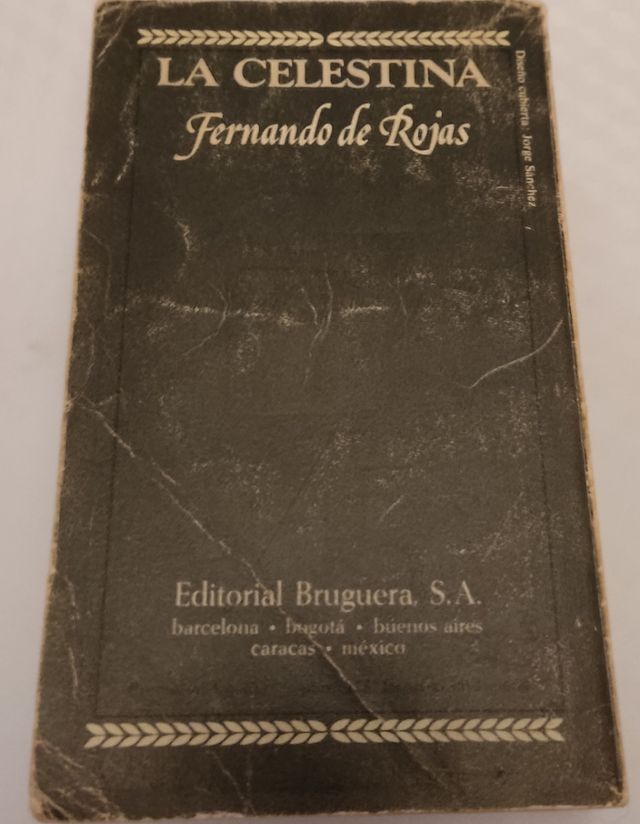 LA CELESTINA
Fernando de Rojas
Diseño cubierta Jorge Sánchez
Editorial Bruguera, S.A.
barcelona • bogotá • buenos aires
caracas • méxico